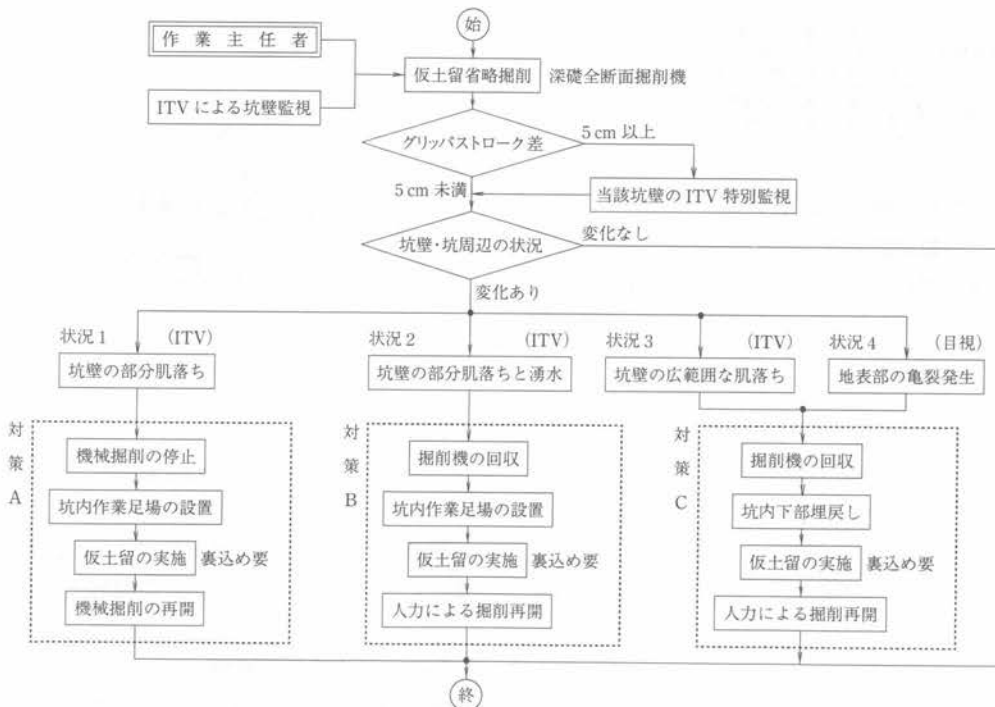 始
作業主任者
仮土留省略掘削 深礎全断面掘削機
ITVによる坑壁監視
グリッパストローク差
5cm以上
5cm未満
当該坑壁のITV特別監視
坑壁・坑周辺の状況
変化なし
変化あり
状況1 (ITV)
坑壁の部分肌落ち
状況2 (ITV)
坑壁の部分肌落ちと湧水
状況3 (ITV)
坑壁の広範囲な肌落ち
状況4 (目視)
地表部の亀裂発生
対策A
機械掘削の停止
坑内作業足場の設置
仮土留の実施 裏込め要
機械掘削の再開
対策B
掘削機の回収
坑内作業足場の設置
仮土留の実施 裏込め要
人力による掘削再開
対策C
掘削機の回収
坑内下部埋戻し
仮土留の実施 裏込め要
人力による掘削再開
終